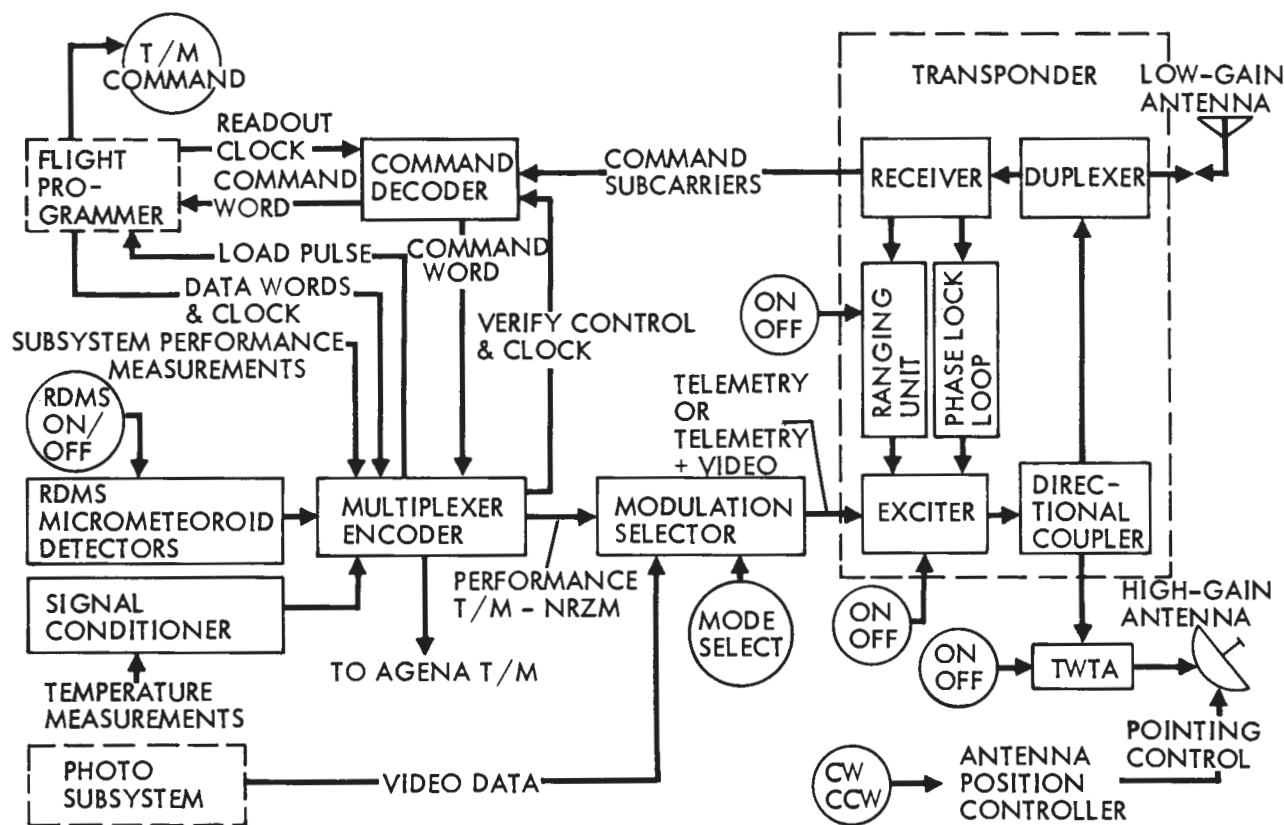 T/M
COMMAND
TRANSPONDER
LOW-GAIN
ANTENNA
READOUT
CLOCK
FLIGHT
PRO-
GRAMMER
COMMAND
WORD
COMMAND
DECODER
COMMAND
SUBCARRIERS
RECEIVER
DUPLEXER
LOAD PULSE
COMMAND
WORD
DATA WORDS
& CLOCK
SUBSYSTEM PERFORMANCE
MEASUREMENTS
VERIFY CONTROL
& CLOCK
ON
OFF
RANGING
UNIT
PHASE LOCK
LOOP
RDMS
ON/
OFF
TELEMETRY
OR
TELEMETRY
+ VIDEO
RDMS
MICROMETEOROID
DETECTORS
MULTIPLEXER
ENCODER
MODULATION
SELECTOR
EXCITER
DIREC-
TIONAL
COUPLER
SIGNAL
CONDITIONER
PERFORMANCE
T/M - NRZM
MODE
SELECT
ON
OFF
HIGH-GAIN
ANTENNA
TO AGENA T/M
ON
OFF
TWTA
TEMPERATURE
MEASUREMENTS
PHOTO
SUBSYSTEM
VIDEO DATA
CW
CCW
ANTENNA
POSITION
CONTROLLER
POINTING
CONTROL